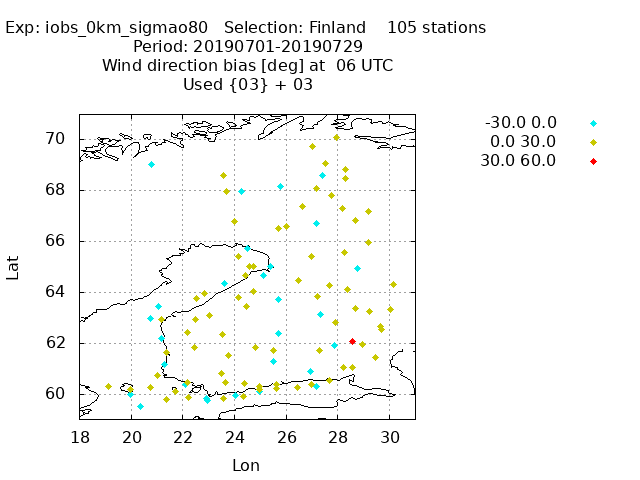 Exp: iobs_0km_sigmao80   Selection: Finland    105 stations
Period: 20190701-20190729
Wind direction bias [deg] at  06 UTC
Used {03} + 03
-30.0 0.0
0.0 30.0
30.0 60.0
70
68
66
64
62
60
Lat
18 20 22 24 26 28 30
Lon